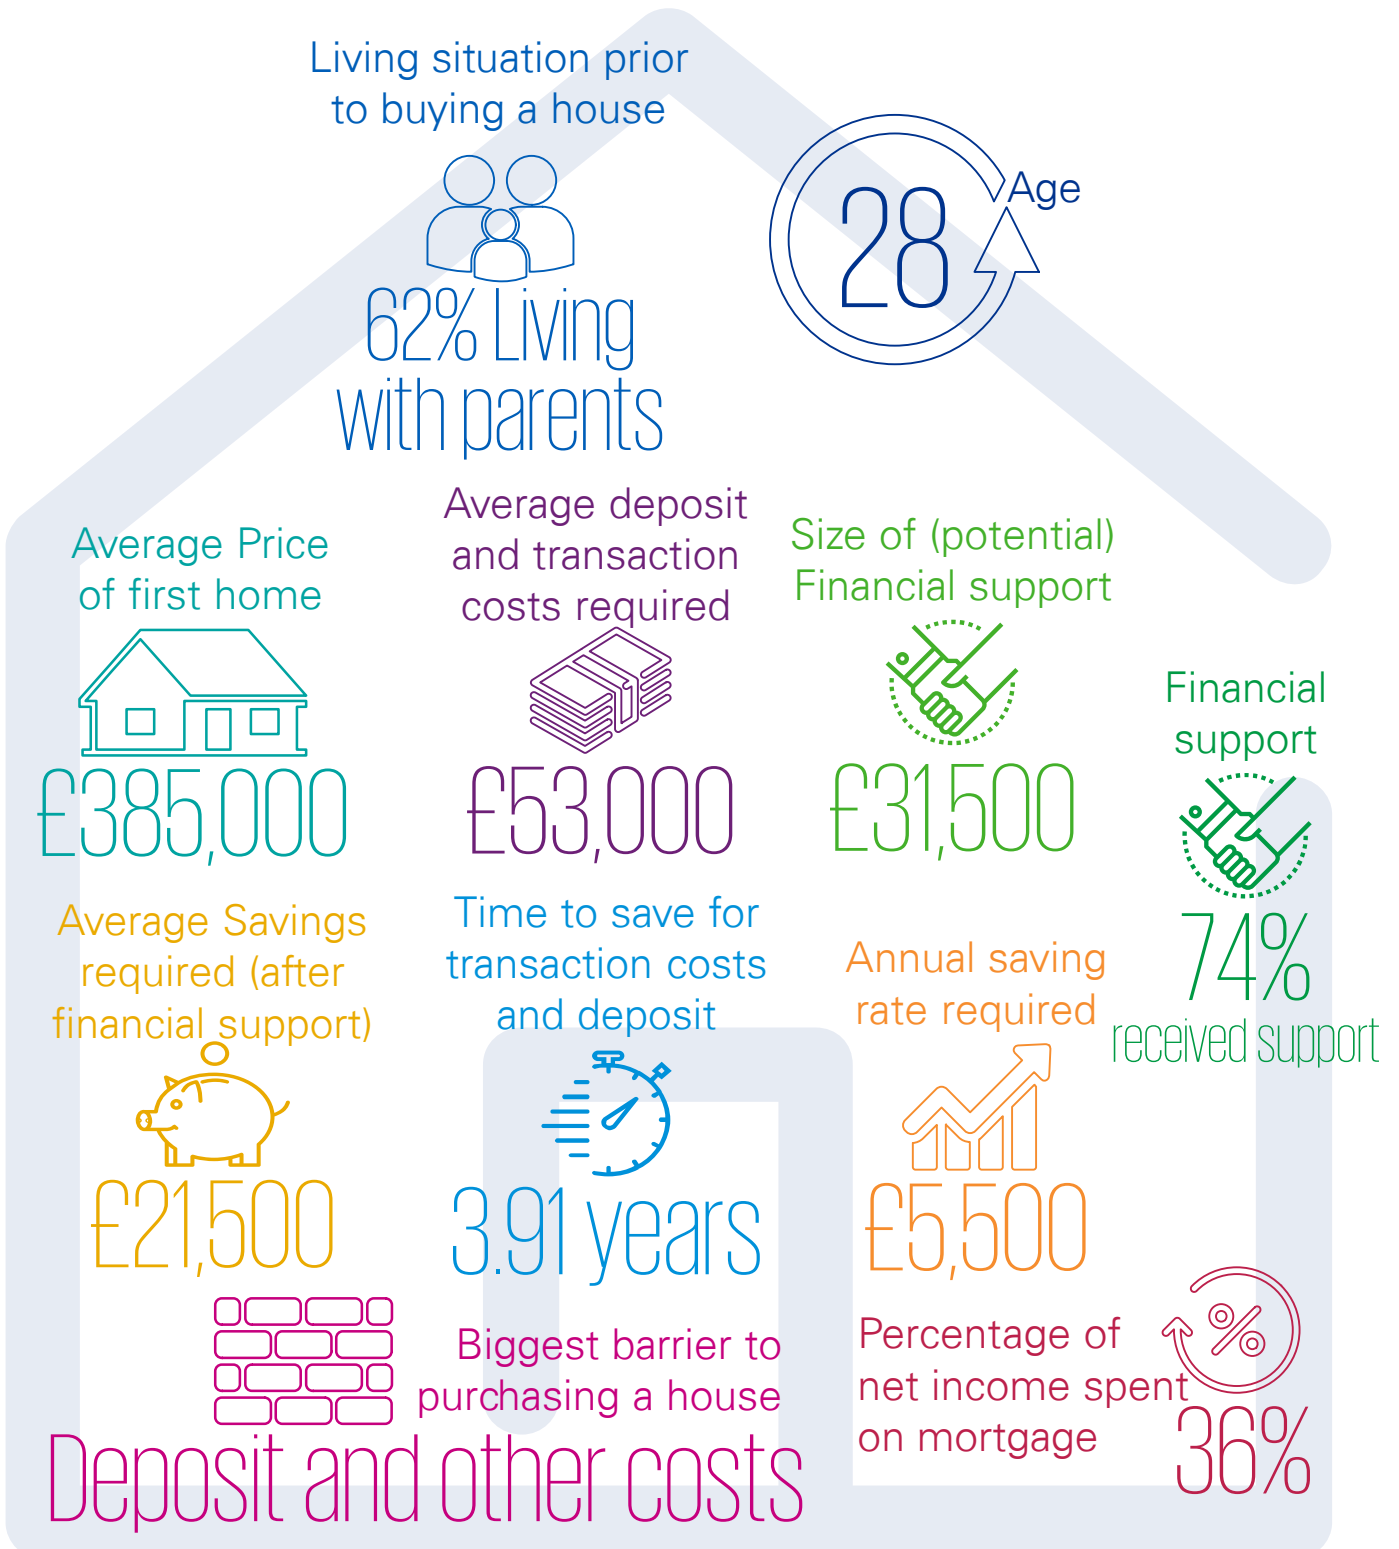 Living situation prior
to buying a house
62% Living
with parents
28
Age
Average Price
of first home
£385,000
Average deposit
and transaction
costs required
£53,000
Size of (potential)
Financial support
£31,500
Financial
support
74%
received support
Average Savings
required (after
financial support)
£21,500
Time to save for
transaction costs
and deposit
3.91 years
Annual saving
rate required
£5,500
Biggest barrier to
purchasing a house
Deposit and other costs
Percentage of
net income spent
on mortgage
%
36%